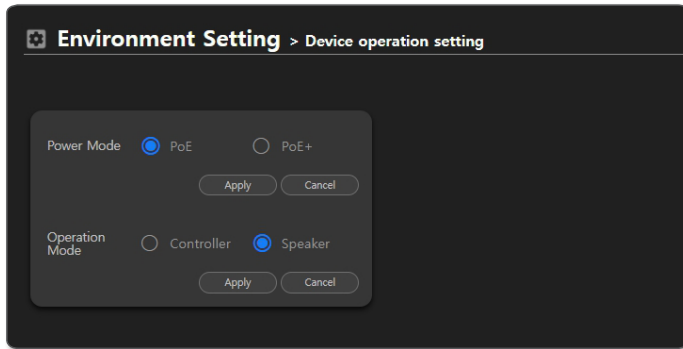 Environment Setting > Device operation setting
Power Mode PoE PoE+
Apply Cancel
Operation
Mode Controller Speaker
Apply Cancel